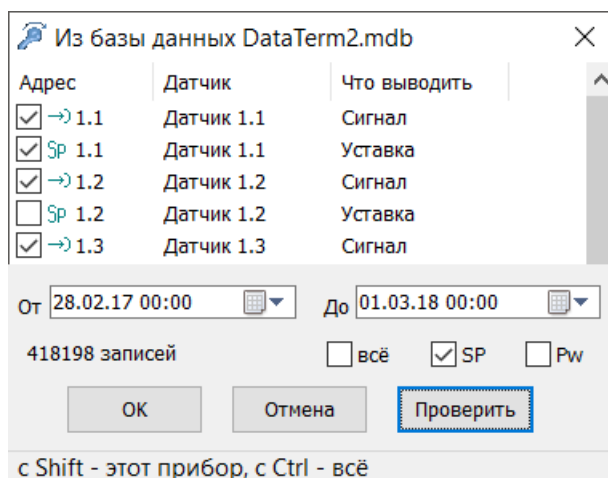 Из базы данных DataTerm2.mdb
Адрес Датчик Что выводить
1.1 Датчик 1.1 Сигнал
Sp 1.1 Датчик 1.1 Уставка
1.2 Датчик 1.2 Сигнал
Sp 1.2 Датчик 1.2 Уставка
1.3 Датчик 1.3 Сигнал
От 28.02.17 00:00 До 01.03.18 00:00
418198 записей всё SP Pw
ОК Отмена Проверить
с Shift - этот прибор, с Ctrl - всё